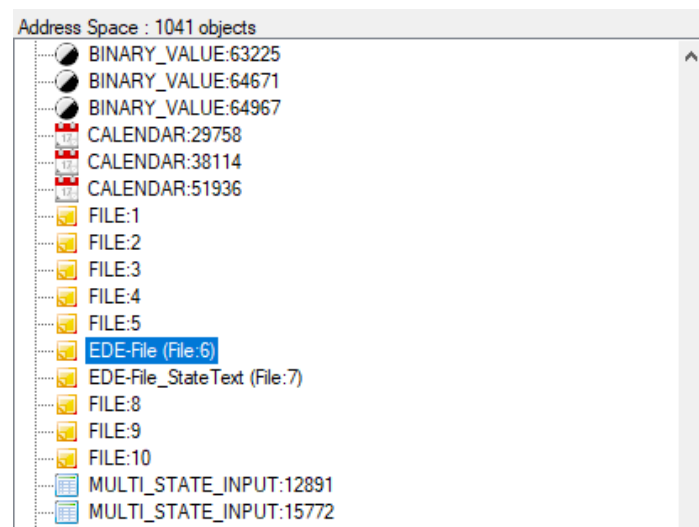 Address Space : 1041 objects
BINARY_VALUE:63225
BINARY_VALUE:64671
BINARY_VALUE:64967
CALENDAR:29758
CALENDAR:38114
CALENDAR:51936
FILE:1
FILE:2
FILE:3
FILE:4
FILE:5
EDE-File (File:6)
EDE-File_StateText (File:7)
FILE:8
FILE:9
FILE:10
MULTI_STATE_INPUT:12891
MULTI_STATE_INPUT:15772